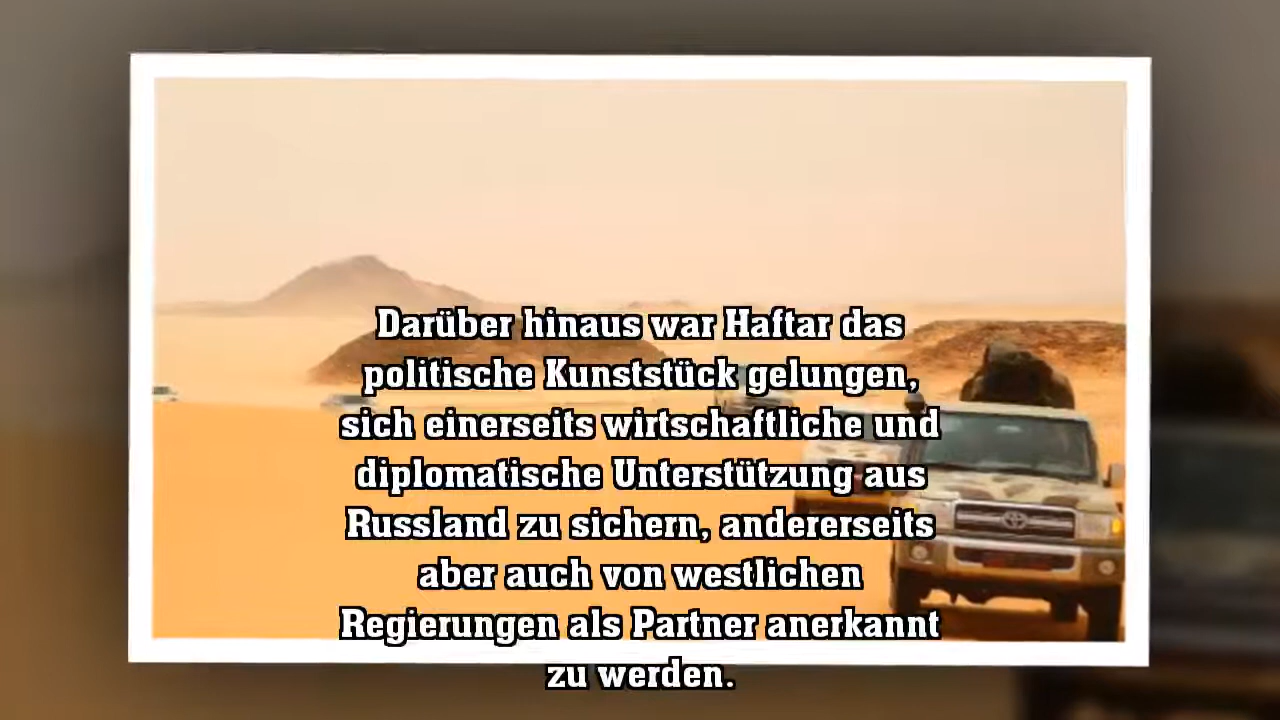 Darüber hinaus war Haftar das
politische Kunststück gelungen,
sich einerseits wirtschaftliche und
diplomatische Unterstützung aus
Russland zu sichern, andererseits
aber auch von westlichen
Regierungen als Partner anerkannt
zu werden.